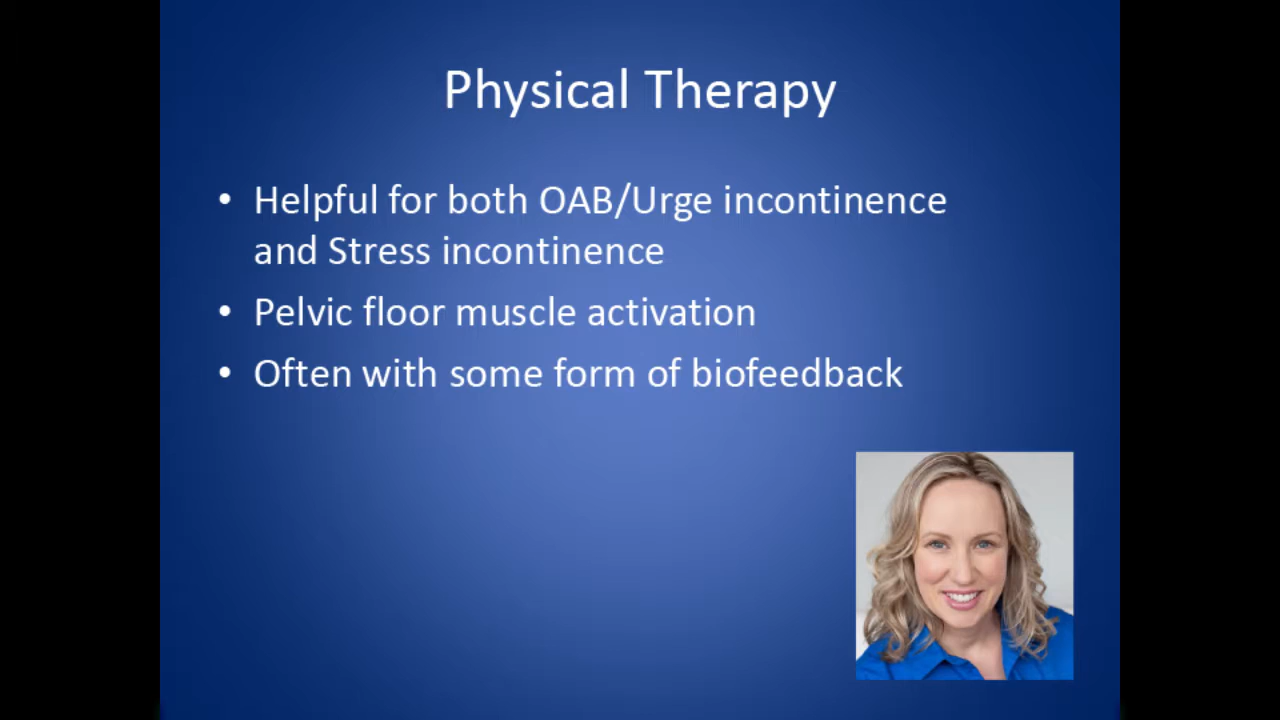 Physical Therapy
• Helpful for both OAB/Urge incontinence
and Stress incontinence
• Pelvic floor muscle activation
• Often with some form of biofeedback